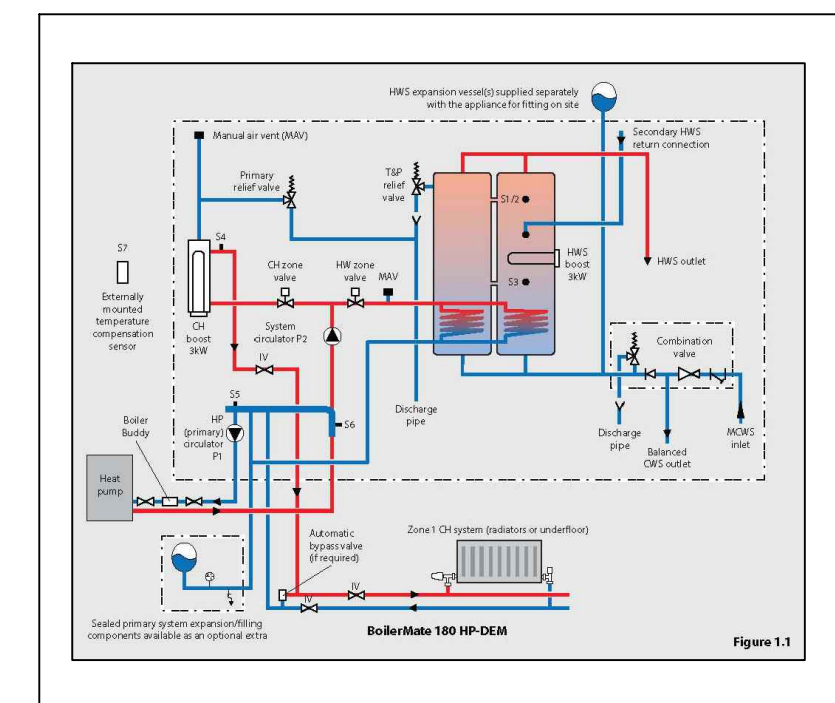 HWS expansion vessel(s) supplied separately
with the appliance for fitting on site
Manual air vent (MAV)
Secondary HWS
return connection
Primary
relief valve
T&P
relief
valve
S1/2
S4
S7
CH zone
valve
HW zone
valve
MAV
HWS
boost
3kW
S3
HWS outlet
Externally
mounted
temperature
compensation
sensor
CH
boost
3kW
System
circulator P2
IV
Combination
valve
S5
HP
(primary)
circulator
P1
S6
Boiler
Buddy
Discharge
pipe
Discharge
pipe
Balanced
CWS outlet
MCWS
inlet
Heat
pump
Automatic
bypass valve
(if required)
Zone 1 CH system (radiators or underfloor)
IV
IV
Sealed primary system expansion/filling
components available as an optional extra
BoilerMate 180 HP-DEM
Figure 1.1